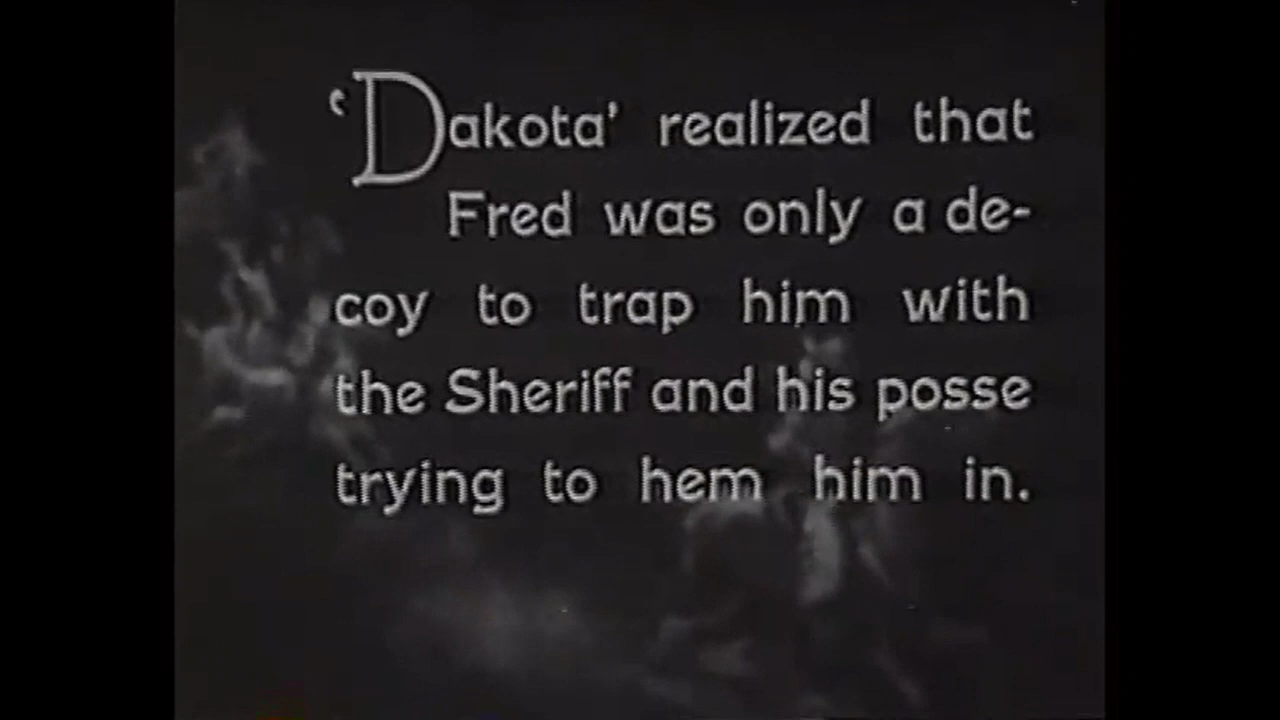 ‘Dakota’ realized that
Fred was only a de-
coy to trap him with
the Sheriff and his posse
trying to hem him in.